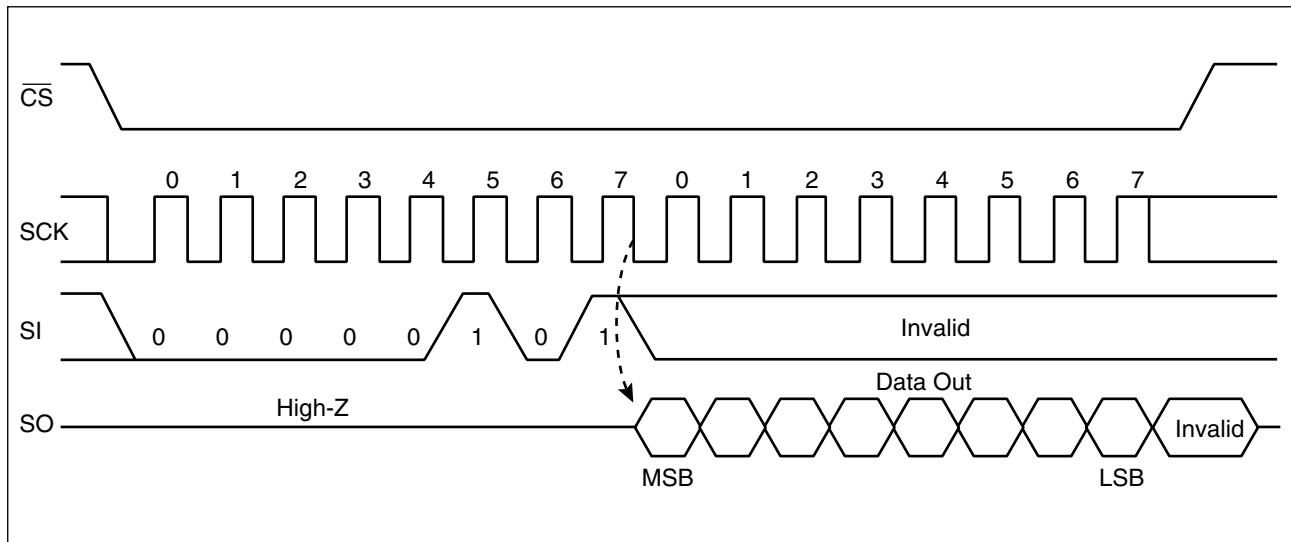 C̅S̅
0 1 2 3 4 5 6 7 0 1 2 3 4 5 6 7
SCK
SI
0 0 0 0 0 1 0 1
Invalid
Data Out
High-Z
SO
Invalid
MSB
LSB